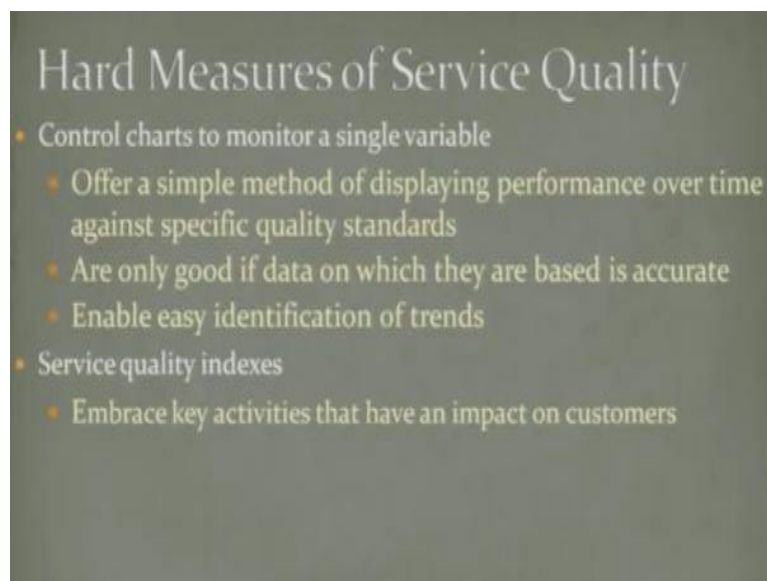 Hard Measures of Service Quality
• Control charts to monitor a single variable
• Offer a simple method of displaying performance over time
against specific quality standards
• Are only good if data on which they are based is accurate
• Enable easy identification of trends
• Service quality indexes
• Embrace key activities that have an impact on customers